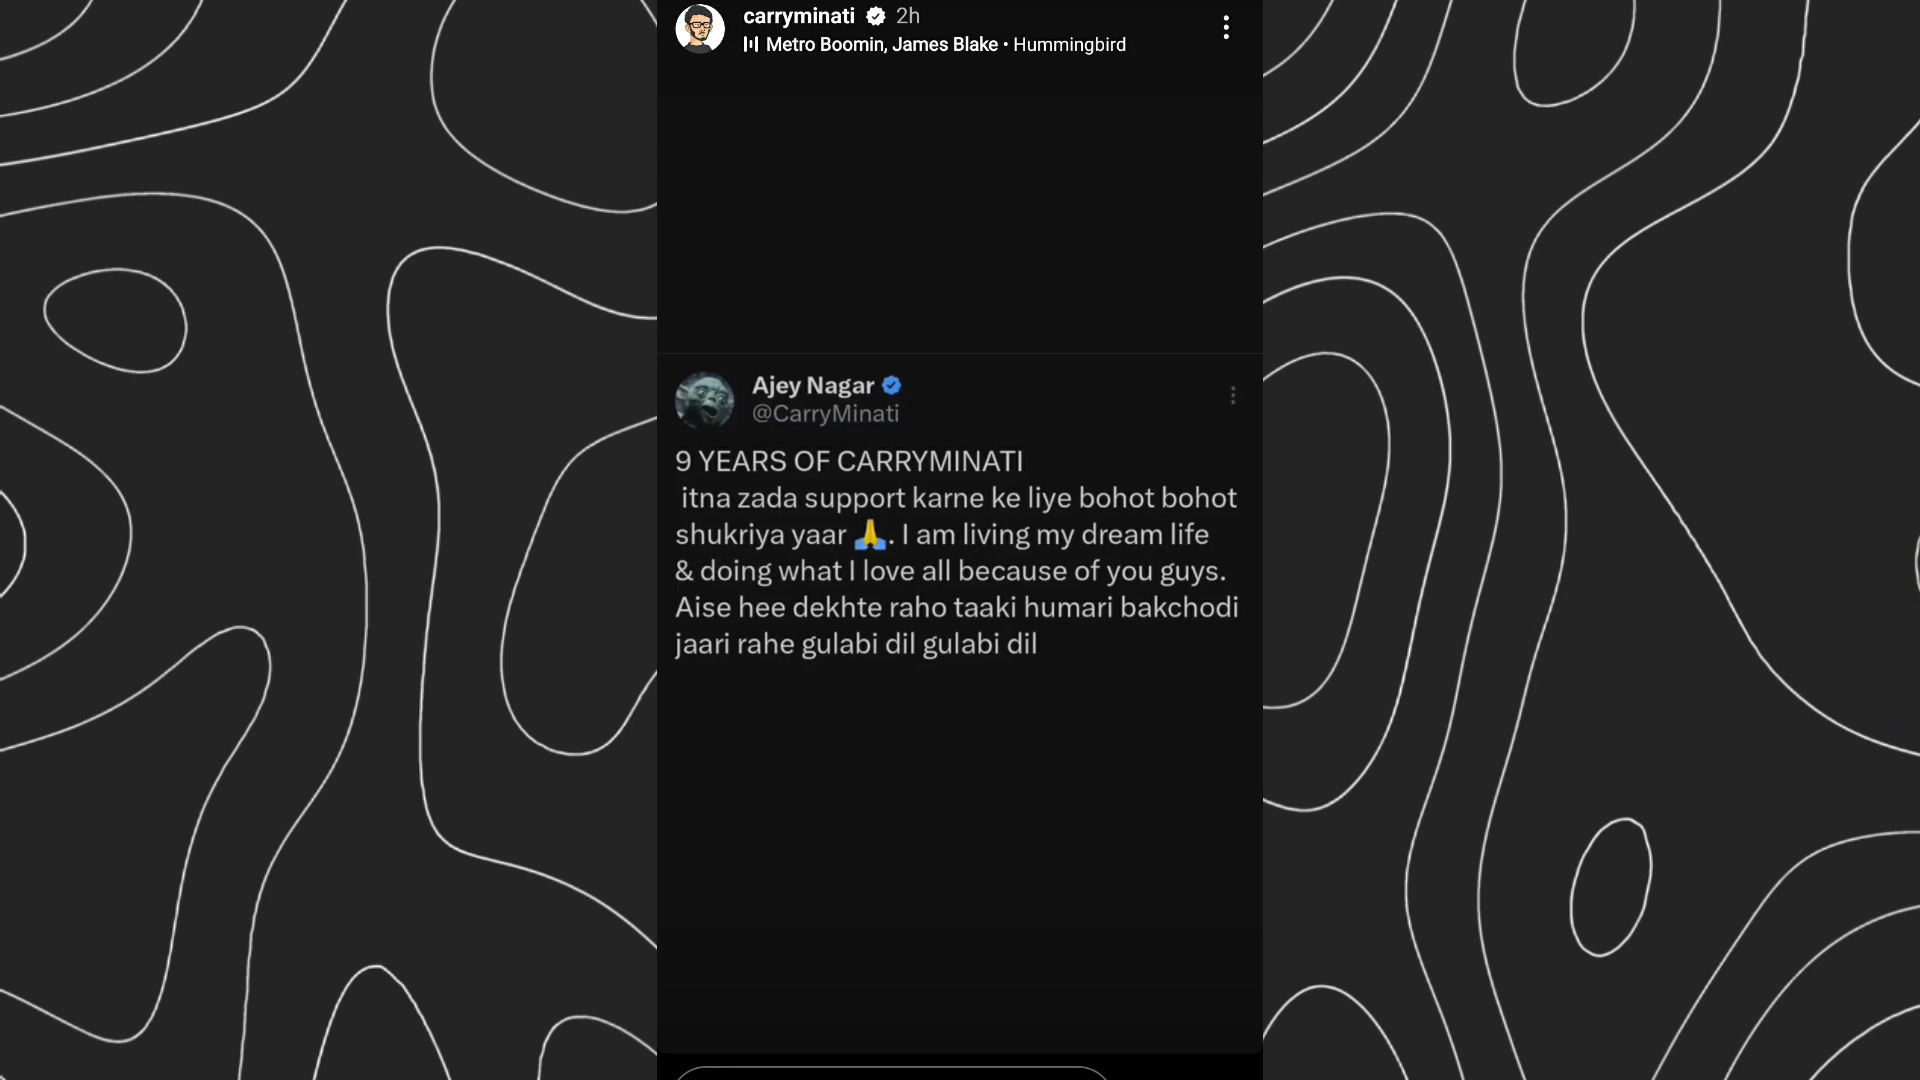 carryminati 2h
Metro Boomin, James Blake • Hummingbird
Ajey Nagar
@CarryMinati
9 YEARS OF CARRYMINATI
itna zada support karne ke liye bohot bohot
shukriya yaar 🙏. I am living my dream life
& doing what I love all because of you guys.
Aise hee dekhte raho taaki humari bakchodi
jaari rahe gulabi dil gulabi dil